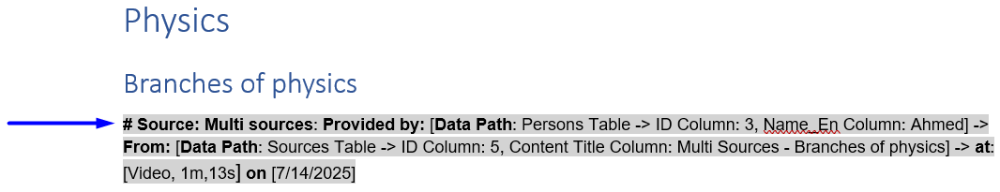 Physics
Branches of physics
# Source: Multi sources: Provided by: [Data Path: Persons Table -> ID Column: 3, Name_En Column: Ahmed] ->
From: [Data Path: Sources Table -> ID Column: 5, Content Title Column: Multi Sources - Branches of physics] -> at:
[Video, 1m,13s] on [7/14/2025]